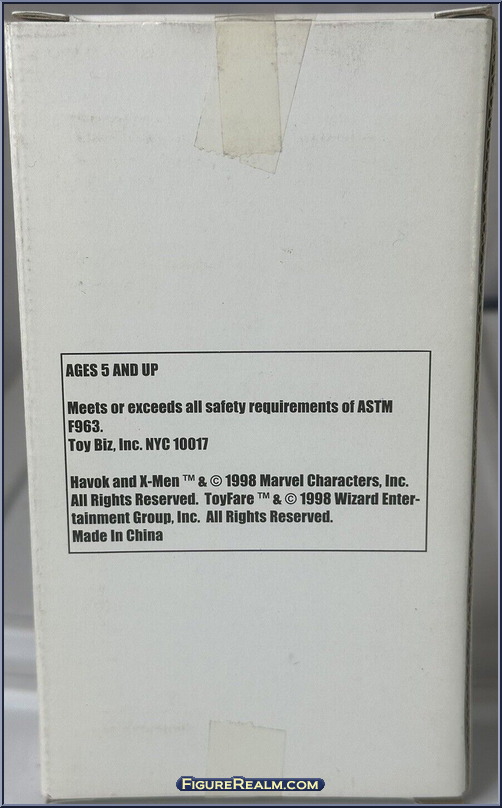 AGES 5 AND UP
Meets or exceeds all safety requirements of ASTM
F963.
Toy Biz, Inc. NYC 10017
Havok and X-Men ™ & © 1998 Marvel Characters, Inc.
All Rights Reserved. ToyFare ™ & © 1998 Wizard Enter-
tainment Group, Inc. All Rights Reserved.
Made In China
FIGUREREALM.COM